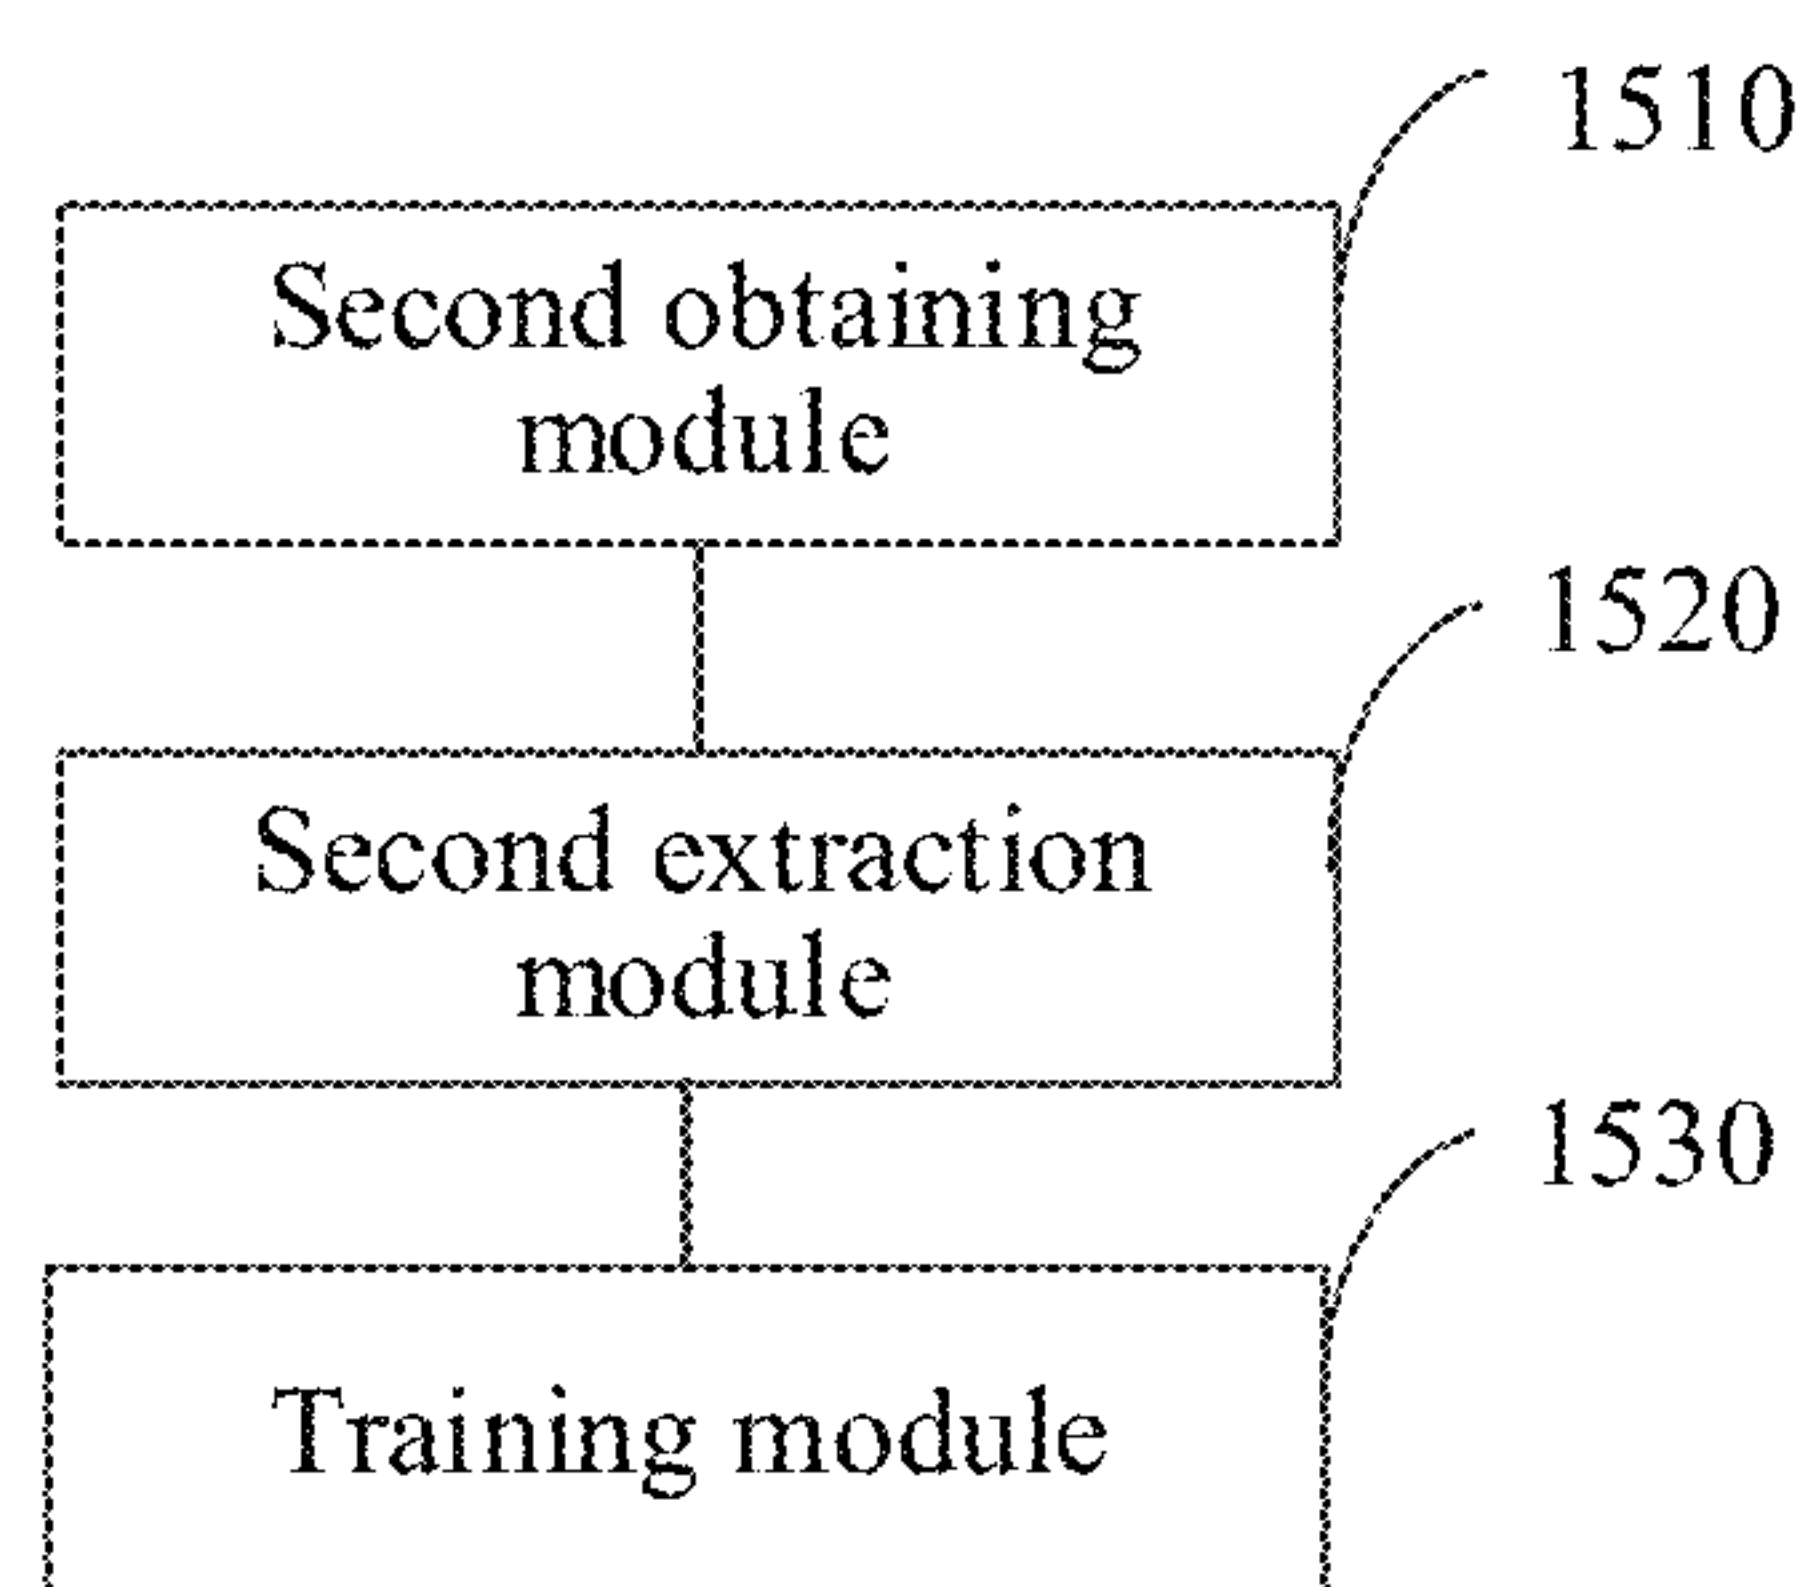 1510
Second obtaining
module
1520
Second extraction
module
1530
Training module